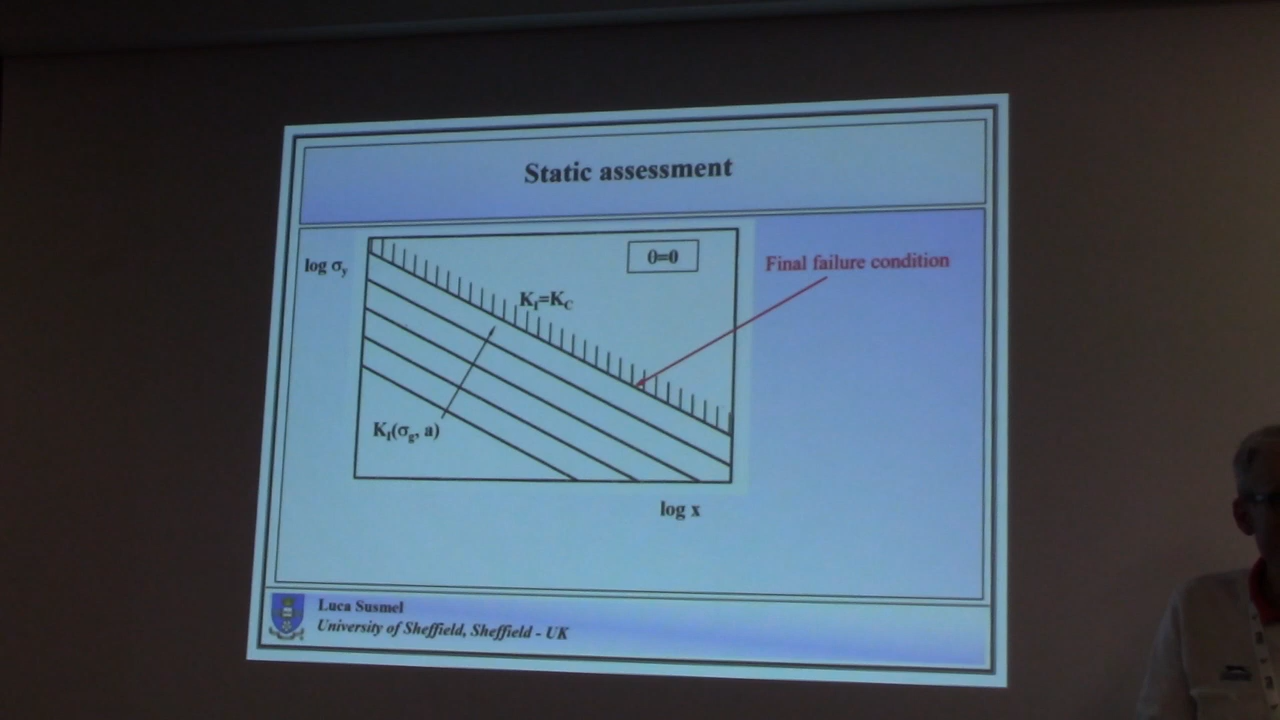 Static assessment
log σy
θ=0
Final failure condition
KI=KC
KI(σg, a)
log x
Luca Susmel
University of Sheffield, Sheffield - UK